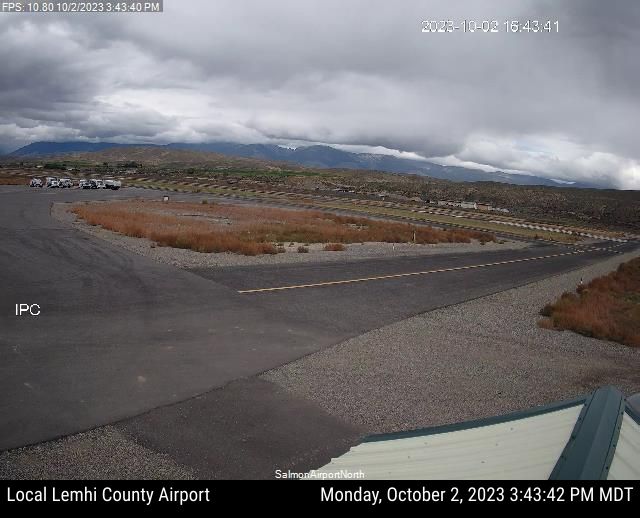 FPS: 10.80 10/2/2023 3:43:40 PM
2023-10-02 15:43:41
IPC
SalmonAirportNorth
Local Lemhi County Airport
Monday, October 2, 2023 3:43:42 PM MDT